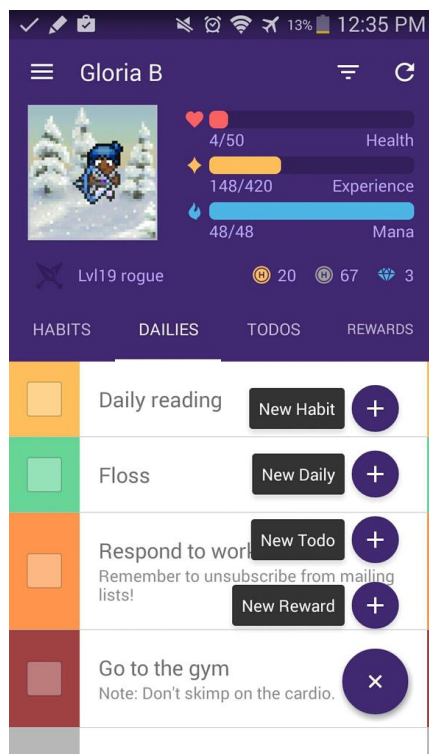 13% 12:35 PM
Gloria B
4/50 Health
148/420 Experience
48/48 Mana
Lvl19 rogue H 20 H 67 3
HABITS DAILIES TODOS REWARDS
Daily reading
New Habit
Floss
New Daily
Respond to
New Todo
Remember to unsubscribe from mailing
lists!
New Reward
Go to the gym
Note: Don't skimp on the cardio.